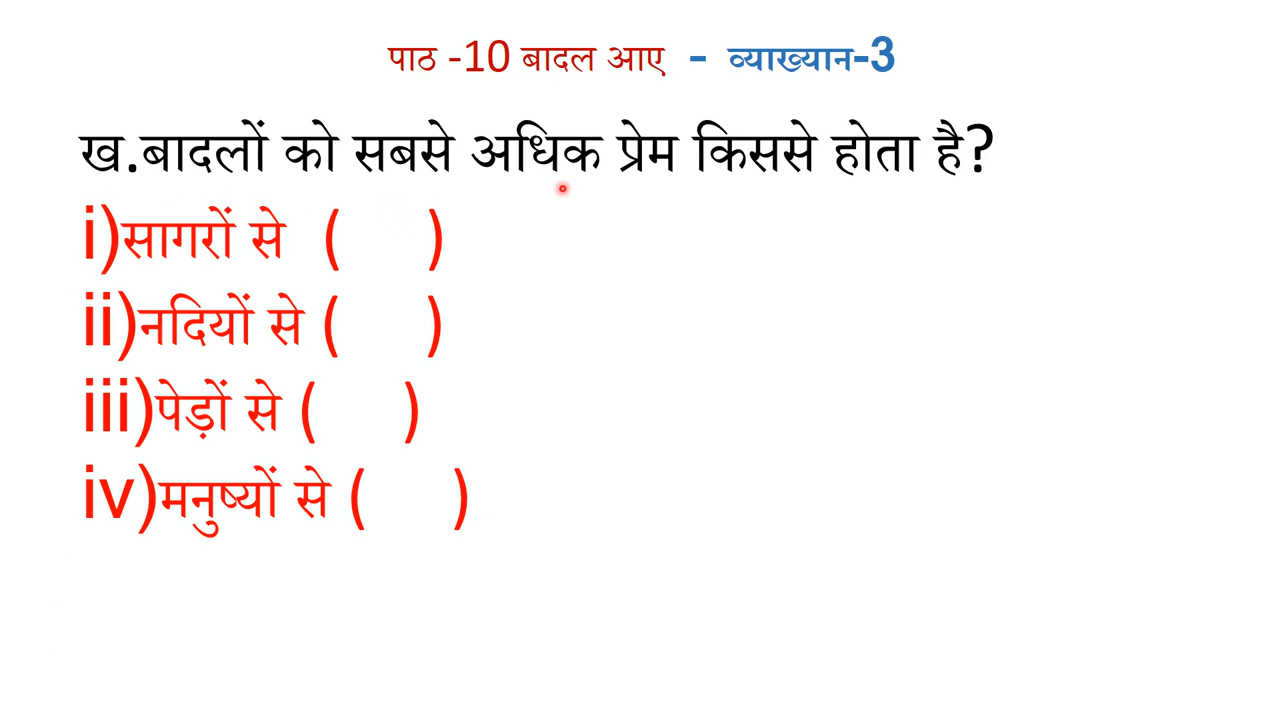 पाठ -10 बादल आए - व्याख्यान-3
ख.बादलों को सबसे अधिक प्रेम किससे होता है?
i)सागरों से ( )
ii)नदियों से ( )
iii)पेड़ों से ( )
iv)मनुष्यों से ( )